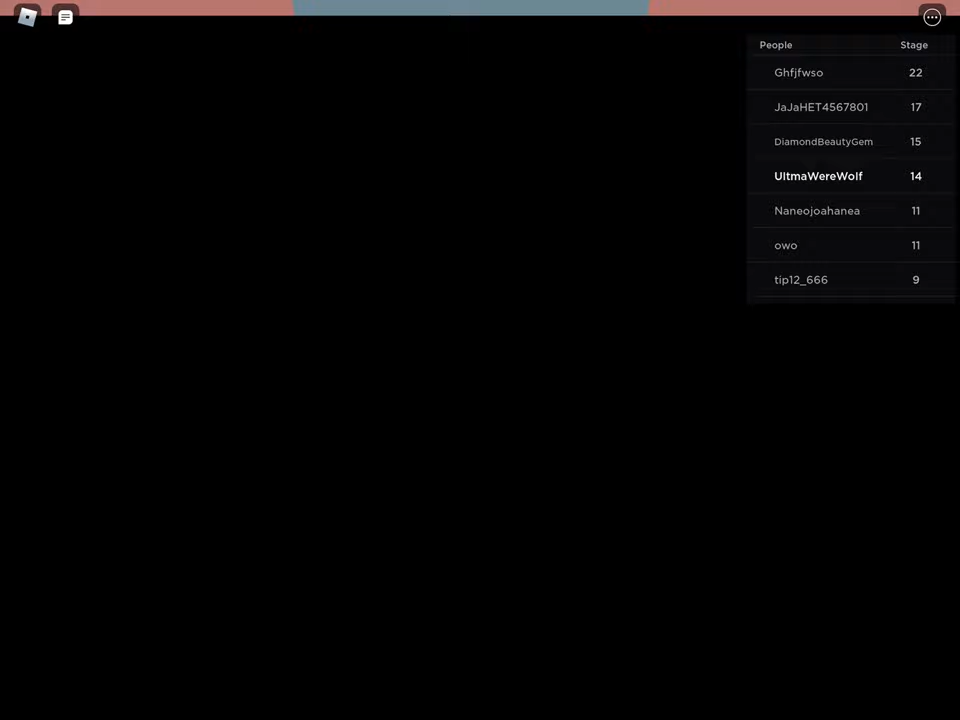 People Stage
Ghfjfwso 22
JaJaHET4567801 17
DiamondBeautyGem 15
UltmaWereWolf 14
Naneojoahanea 11
owo 11
tip12_666 9